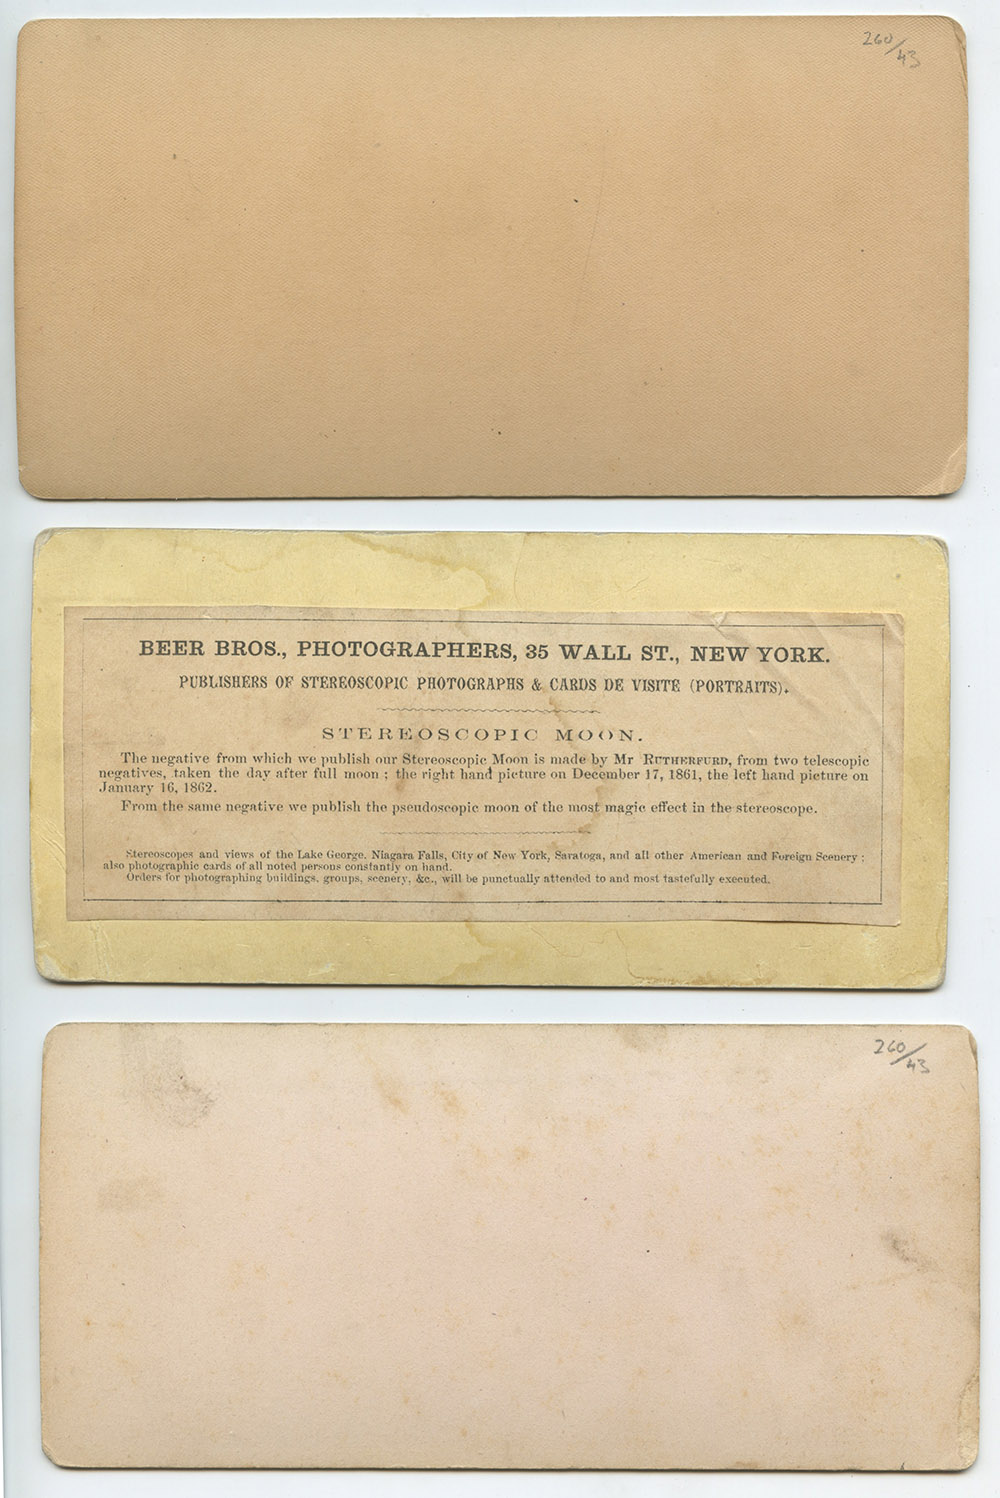 260/43
BEER BROS., PHOTOGRAPHERS, 35 WALL ST., NEW YORK.
PUBLISHERS OF STEREOSCOPIC PHOTOGRAPHS & CARDS DE VISITE (PORTRAITS).
STEREOSCOPIC MOON.
The negative from which we publish our Stereoscopic Moon is made by Mr RUTHERFURD, from two telescopic
negatives, taken the day after full moon ; the right hand picture on December 17, 1861, the left hand picture on
January 16, 1862.
From the same negative we publish the pseudoscopic moon of the most magic effect in the stereoscope.
Stereoscopes and views of the Lake George, Niagara Falls, City of New York, Saratoga, and all other American and Foreign Scenery ;
also photographic cards of all noted persons constantly on hand.
Orders for photographing buildings, groups, scenery, &c., will be punctually attended to and most tastefully executed.
260/43